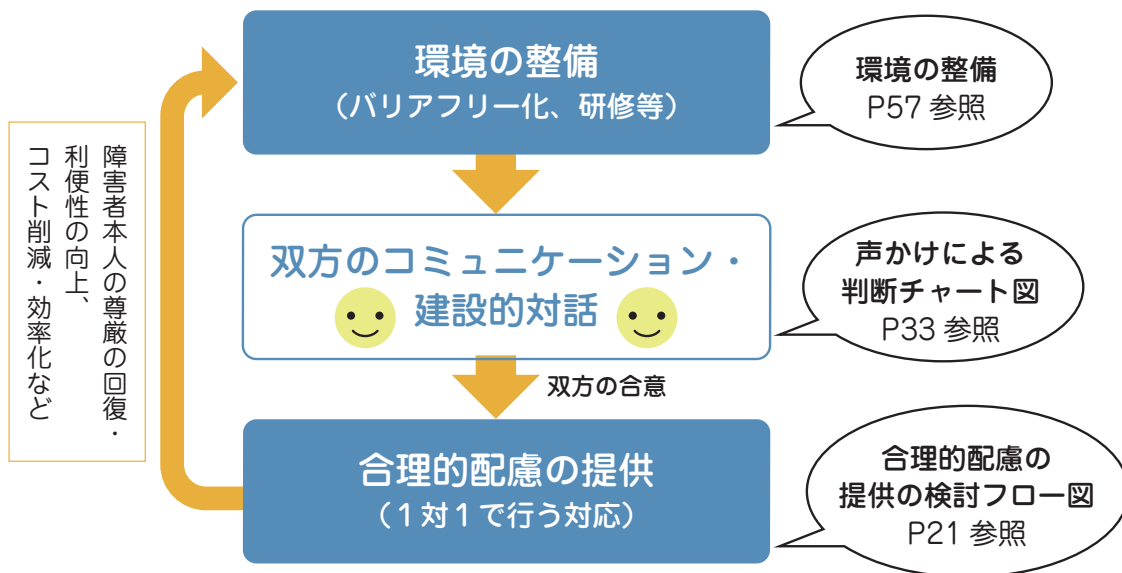 環境の整備
（バリアフリー化、研修等）
環境の整備
P57 参照
双方のコミュニケーション・
建設的対話
声かけによる
判断チャート図
P33 参照
双方の合意
合理的配慮の提供
（１対１で行う対応）
合理的配慮の
提供の検討フロー図
P21 参照
障害者本人の尊厳の回復・
利便性の向上、
コスト削減・効率化など